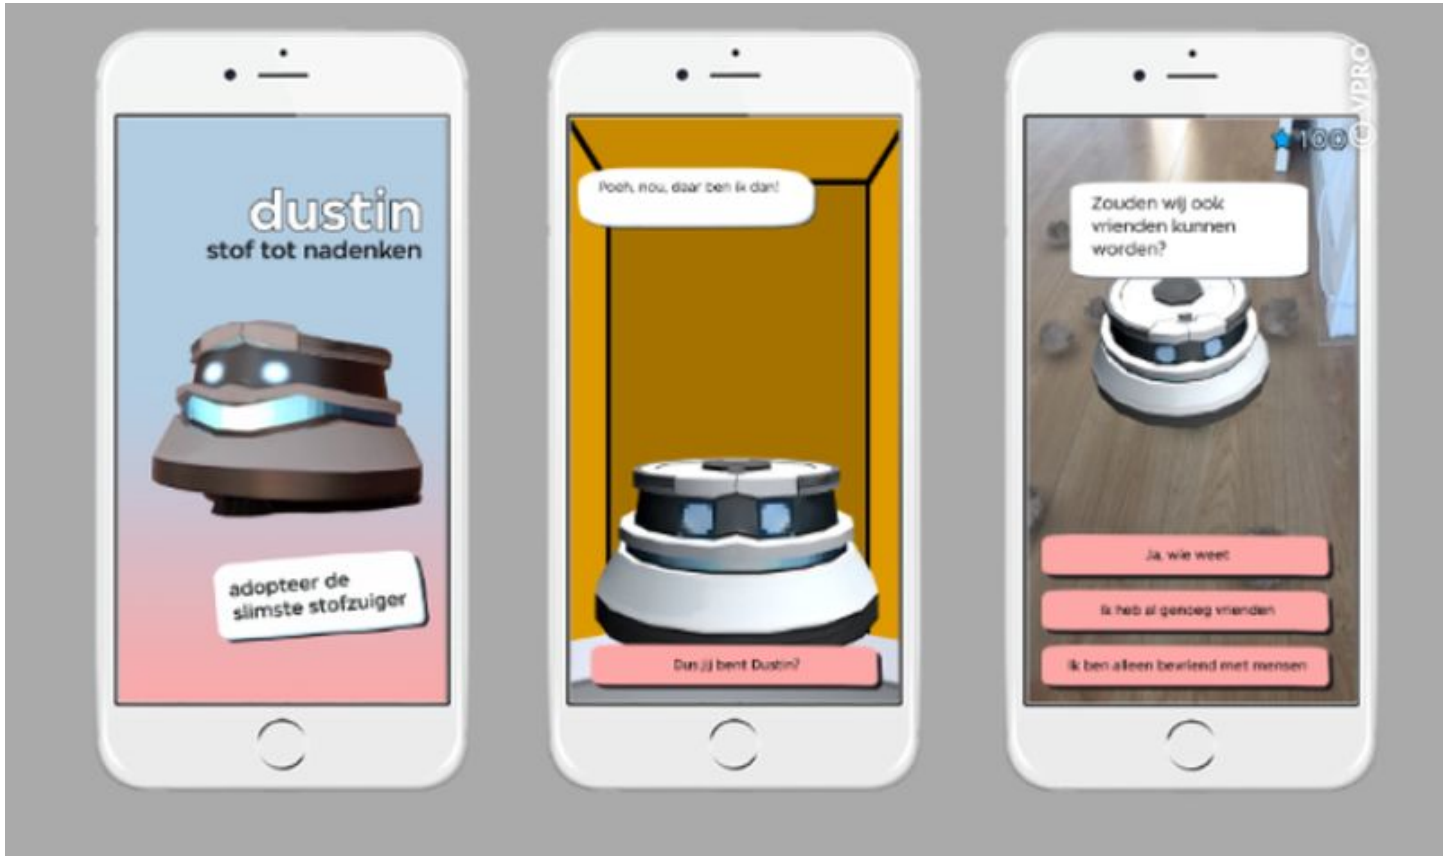 dustin
stof tot nadenken
adopteer de
slimste stofzuiger
Poeh, nou, daar ben ik dan!
Dus jij bent Dustin?
100
Zouden wij ook
vrienden kunnen
worden?
Ja, wie weet
Ik heb al genoeg vrienden
Ik ben alleen bevriend met mensen
© VPRO